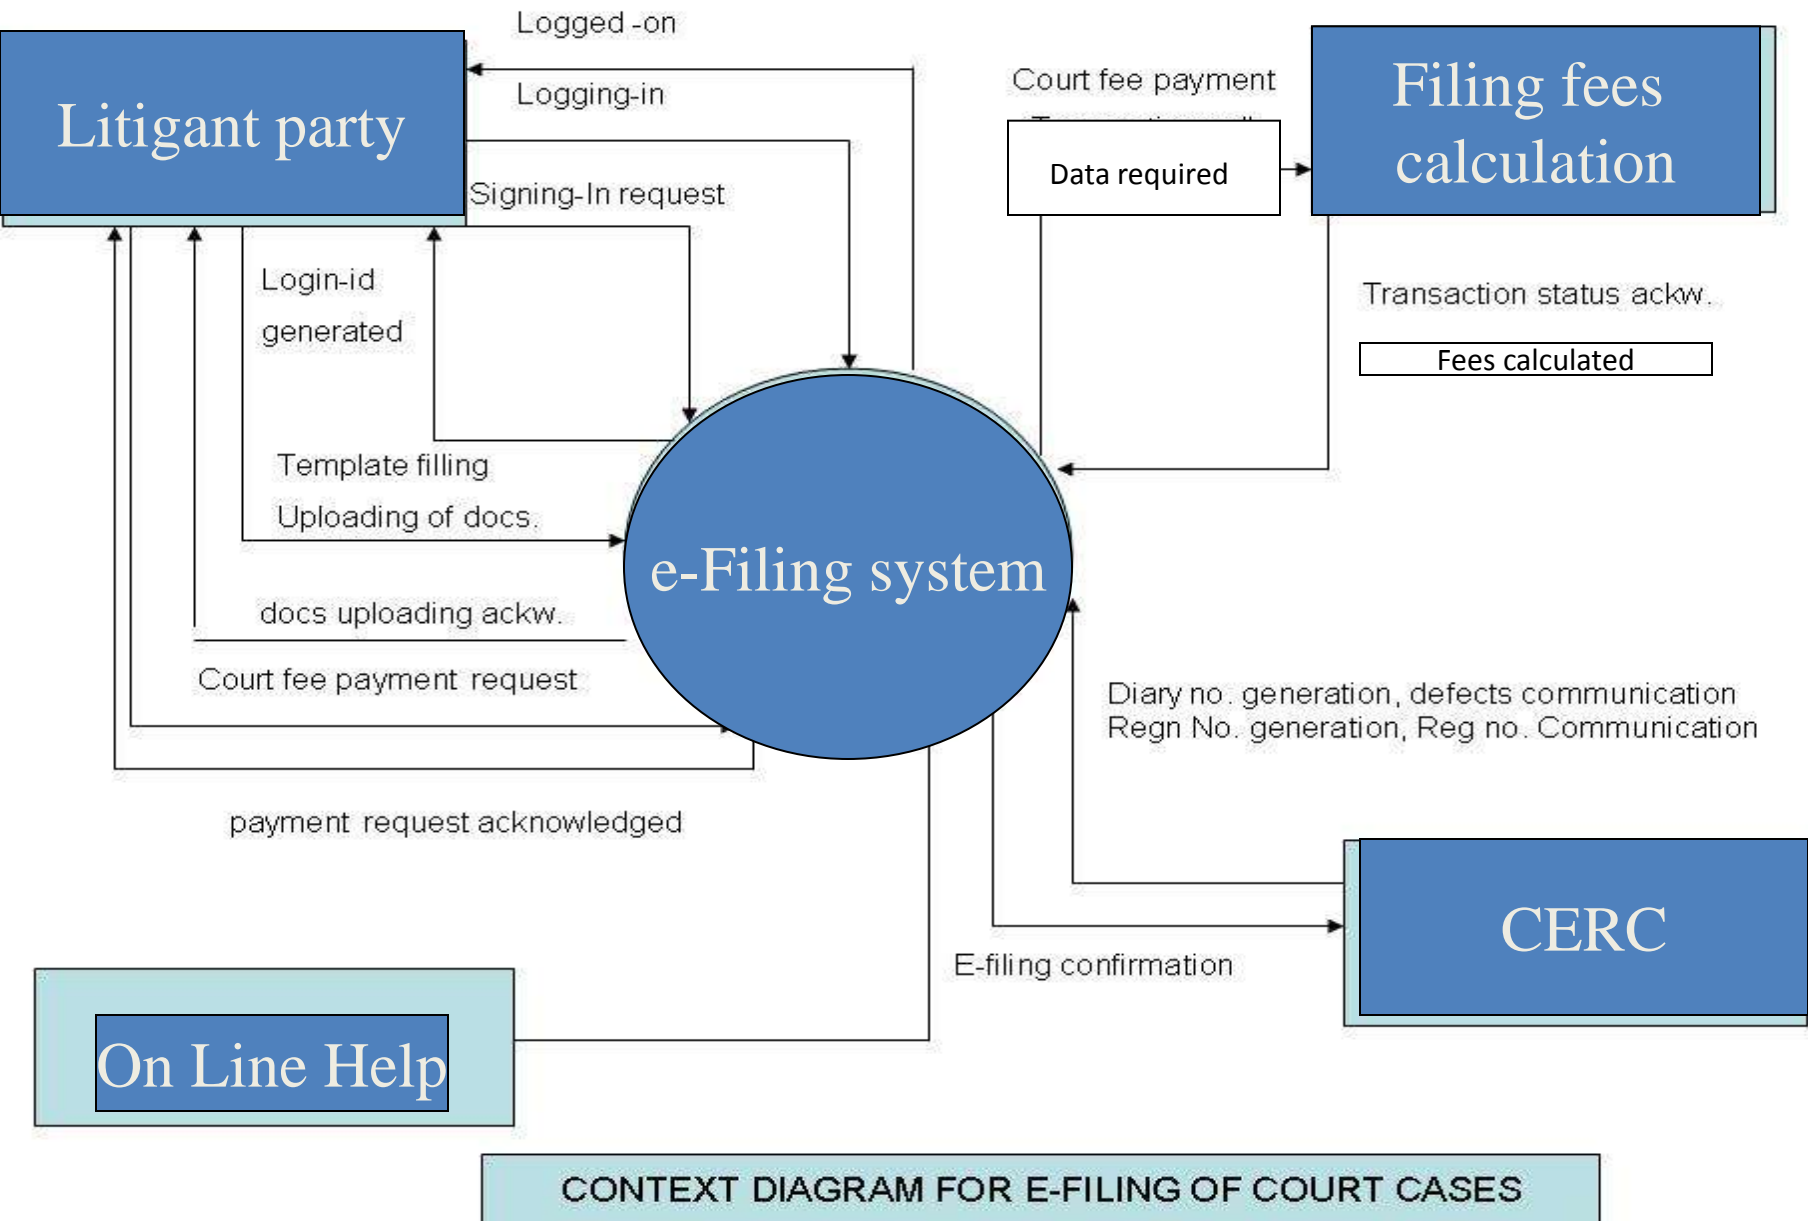 Logged -on
Litigant party
Logging-in
Signing-In request
Court fee payment
Data required
Filing fees
calculation
Login-id
generated
Transaction status ackw.
Fees calculated
Template filling
Uploading of docs.
e-Filing system
docs uploading ackw.
Court fee payment request
payment request acknowledged
Diary no. generation, defects communication
Regn No. generation, Reg no. Communication
CERC
E-filing confirmation
On Line Help
CONTEXT DIAGRAM FOR E-FILING OF COURT CASES